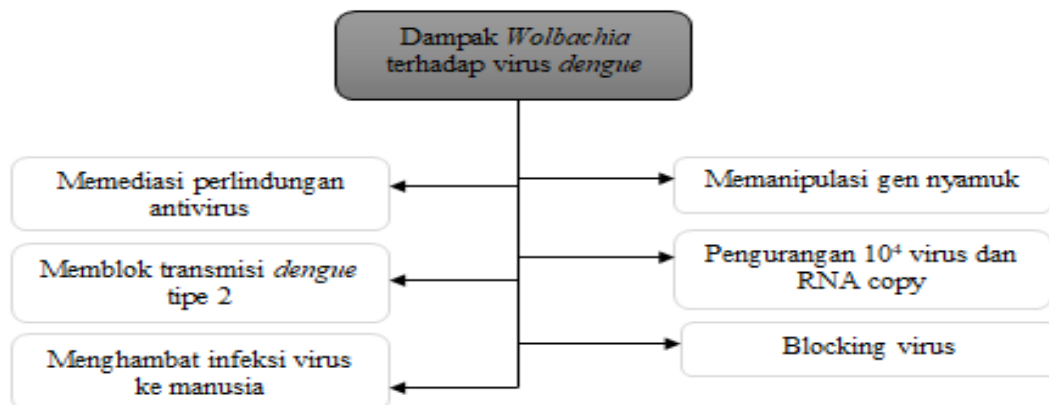 Dampak Wolbachia
terhadap virus dengue
Memediasi perlindungan
antivirus
Memblok transmisi dengue
tipe 2
Menghambat infeksi virus
ke manusia
Memanipulasi gen nyamuk
Pengurangan 10⁴ virus dan
RNA copy
Blocking virus